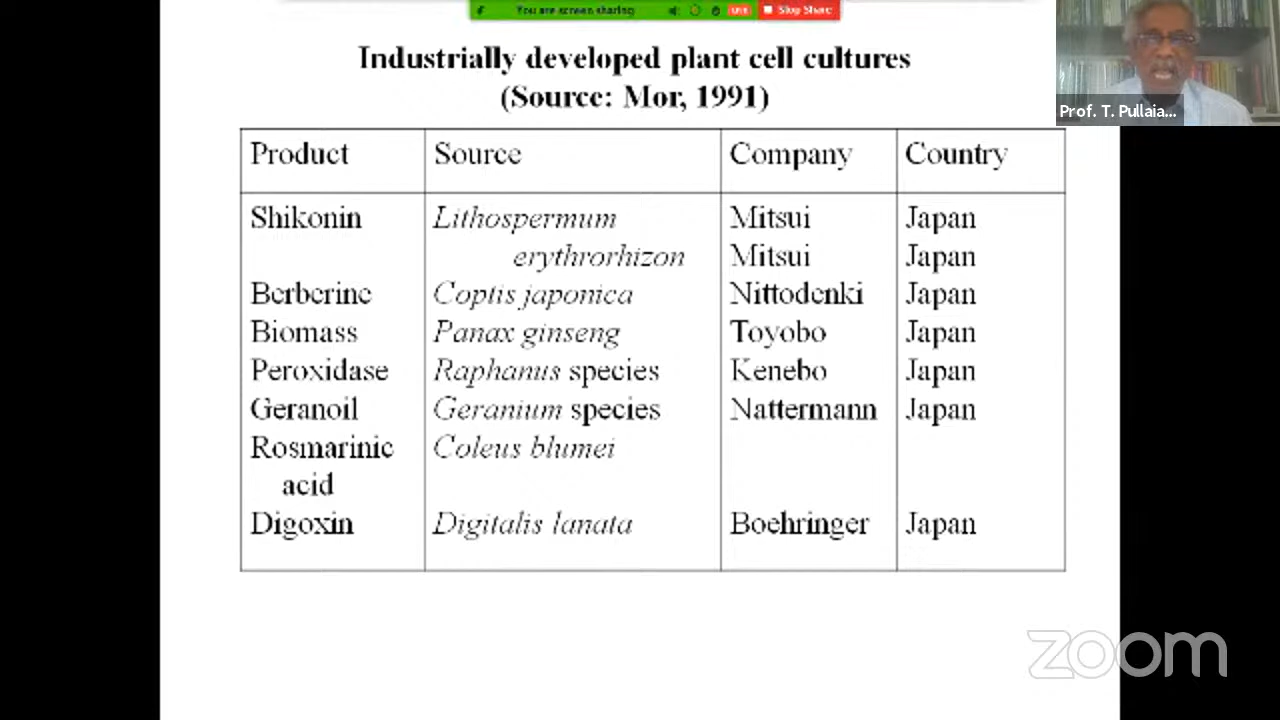 You are screen sharing LIVE Stop Share
Industrially developed plant cell cultures
(Source: Mor, 1991)
Prof. T. Pullaia...
Product Source Company Country
Shikonin Lithospermum Mitsui Japan
erythrorhizon Mitsui Japan
Berberine Coptis japonica Nittodenki Japan
Biomass Panax ginseng Toyobo Japan
Peroxidase Raphanus species Kenebo Japan
Geranoil Geranium species Nattermann Japan
Rosmarinic Coleus blumei
acid
Digoxin Digitalis lanata Boehringer Japan
zoom